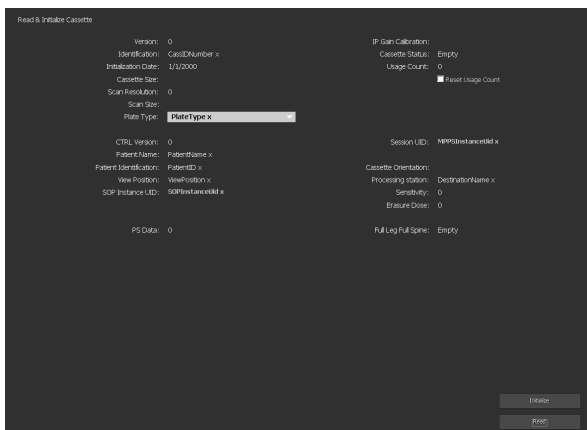 Read & Initialize Cassette
Version: 0
Identification: CassIDNumber x
Initialization Date: 1/1/2000
Cassette Size:
Scan Resolution: 0
Scan Size:
Plate Type: PlateType x
IP Gain Calibration:
Cassette Status: Empty
Usage Count: 0
Reset Usage Count
CTRL Version: 0
Patient Name: PatientName x
Patient Identification: PatientID x
View Position: ViewPosition x
SOP Instance UID: SOPInstanceUid x
Session UID: MPPSInstanceUid x
Cassette Orientation:
Processing station: DestinationName x
Sensitivity: 0
Erasure Dose: 0
PS Data: 0
Full Leg Full Spine: Empty
Initialize
Read